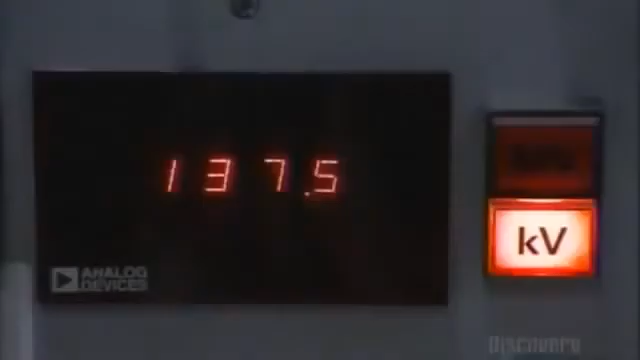 137.5
kV
ANALOG
DEVICES
Discovery